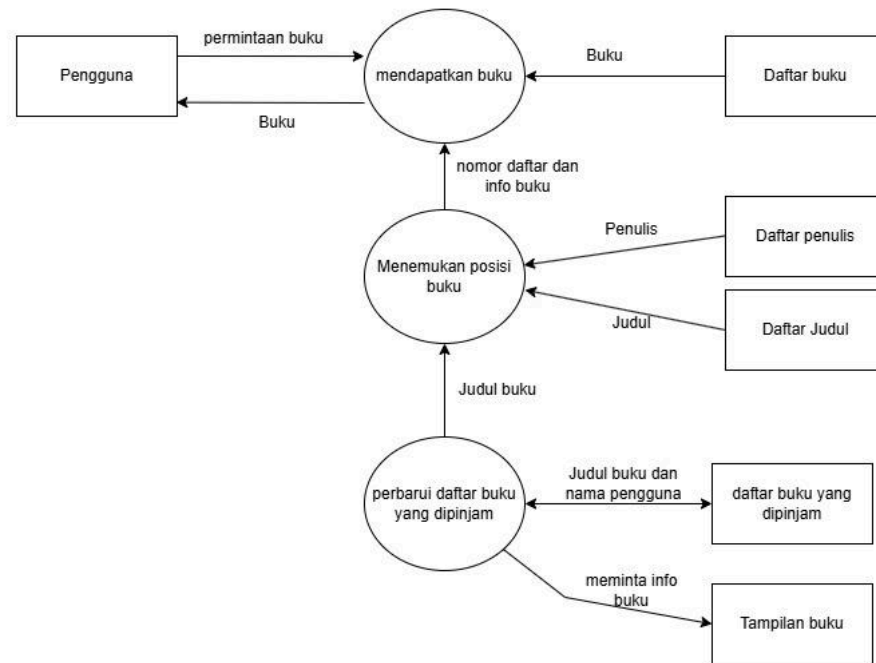 permintaan buku
Pengguna
mendapatkan buku
Buku
Daftar buku
Buku
nomor daftar dan
info buku
Penulis
Daftar penulis
Menemukan posisi
buku
Judul
Daftar Judul
Judul buku
perbarui daftar buku
yang dipinjam
Judul buku dan
nama pengguna
daftar buku yang
dipinjam
meminta info
buku
Tampilan buku